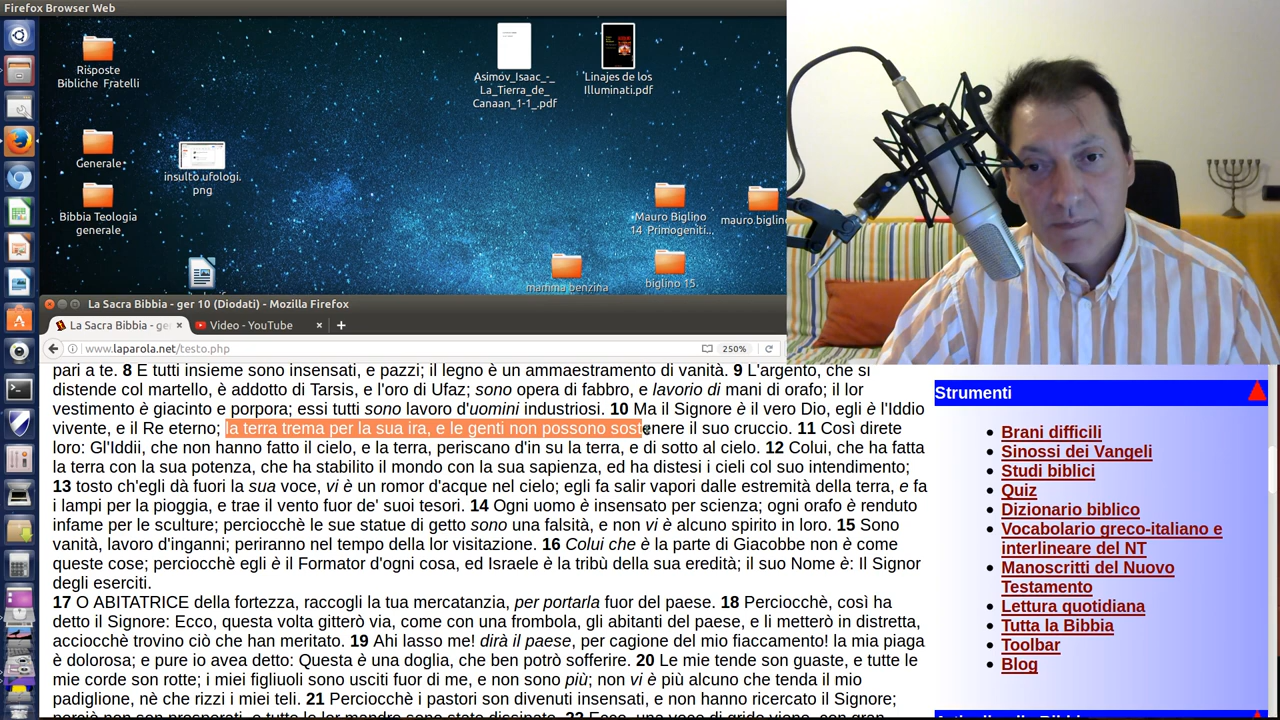 Firefox Browser Web
Risposte
Bibliche Fratelli
Asimov_Isaac_-_
La_Tierra_de_
Canaan_1-1_.pdf
Linajes de los
Illuminati.pdf
Generale
insulto.ufologi.
png
Bibbia Teologia
generale
Mauro Biglino
14 Primogeniti...
mauro.biglino
mamma benzina
biglino 15.
La Sacra Bibbia - ger 10 (Diodati) - Mozilla Firefox
La Sacra Bibbia - ger
Video - YouTube
www.laparola.net/testo.php
250%
pari a te. 8 E tutti insieme sono insensati, e pazzi; il legno è un ammaestramento di vanità. 9 L'argento, che si
distende col martello, è addotto di Tarsis, e l'oro di Ufaz; sono opera di fabbro, e lavorio di mani di orafo; il lor
vestimento è giacinto e porpora; essi tutti sono lavoro d'uomini industriosi. 10 Ma il Signore è il vero Dio, egli è l'Iddio
vivente, e il Re eterno; la terra trema per la sua ira, e le genti non possono sostenere il suo cruccio. 11 Così direte
loro: Gl'Iddii, che non hanno fatto il cielo, e la terra, periscano d'in su la terra, e di sotto al cielo. 12 Colui, che ha fatta
la terra con la sua potenza, che ha stabilito il mondo con la sua sapienza, ed ha distesi i cieli col suo intendimento;
13 tosto ch'egli dà fuori la sua voce, vi è un romor d'acque nel cielo; egli fa salir vapori dalle estremità della terra, e fa
i lampi per la pioggia, e trae il vento fuor de' suoi tesori. 14 Ogni uomo è insensato per scienza; ogni orafo è renduto
infame per le sculture; perciocchè le sue statue di getto sono una falsità, e non vi è alcuno spirito in loro. 15 Sono
vanità, lavoro d'inganni; periranno nel tempo della lor visitazione. 16 Colui che è la parte di Giacobbe non è come
queste cose; perciocchè egli è il Formator d'ogni cosa, ed Israele è la tribù della sua eredità; il suo Nome è: Il Signor
degli eserciti.
17 O ABITATRICE della fortezza, raccogli la tua mercatanzia, per portarla fuor del paese. 18 Perciocchè, così ha
detto il Signore: Ecco, questa volta gitterò via, come con una frombola, gli abitanti del paese, e li metterò in distretta,
acciocchè trovino ciò che han meritato. 19 Ahi lasso me! dirà il paese, per cagione del mio fiaccamento! la mia piaga
è dolorosa; e pure io avea detto: Questa è una doglia, che ben potrò sofferire. 20 Le mie tende son guaste, e tutte le
mie corde son rotte; i miei figliuoli sono usciti fuor di me, e non sono più; non vi è più alcuno che tenda il mio
padiglione, nè che rizzi i miei teli. 21 Perciocchè i pastori son divenuti insensati, e non hanno ricercato il Signore;
Strumenti
Brani difficili
Sinossi dei Vangeli
Studi biblici
Quiz
Dizionario biblico
Vocabolario greco-italiano e
interlineare del NT
Manoscritti del Nuovo
Testamento
Lettura quotidiana
Tutta la Bibbia
Toolbar
Blog